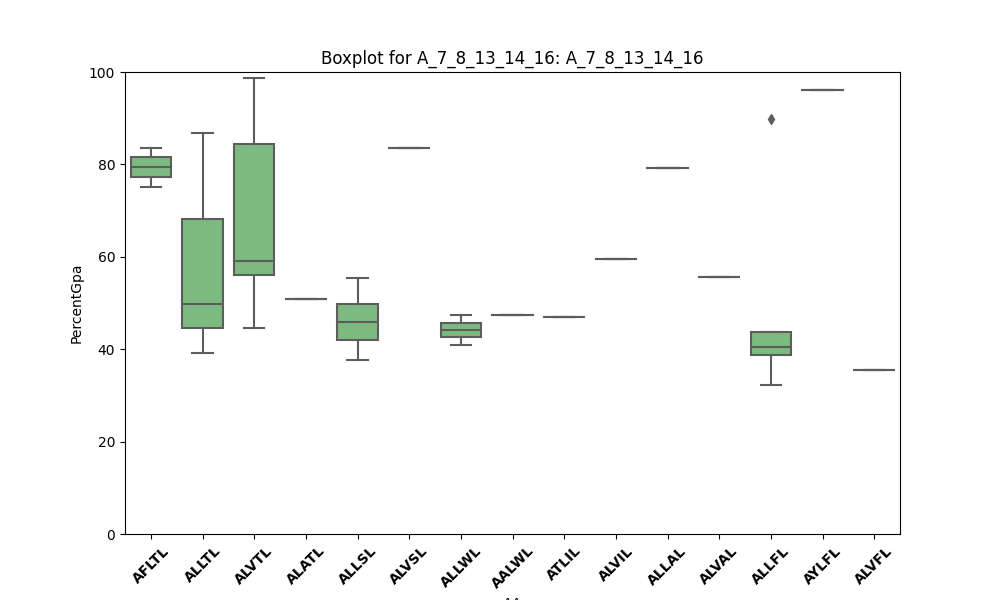 Boxplot for A_7_8_13_14_16: A_7_8_13_14_16
PercentGpa
100
80
60
40
20
0
AFLTL
ALLTL
ALVTL
ALATL
ALLSL
ALVSL
ALLWL
AALWL
ATLIL
ALVIL
ALLAL
ALVAL
ALLFL
AYLFL
ALVFL